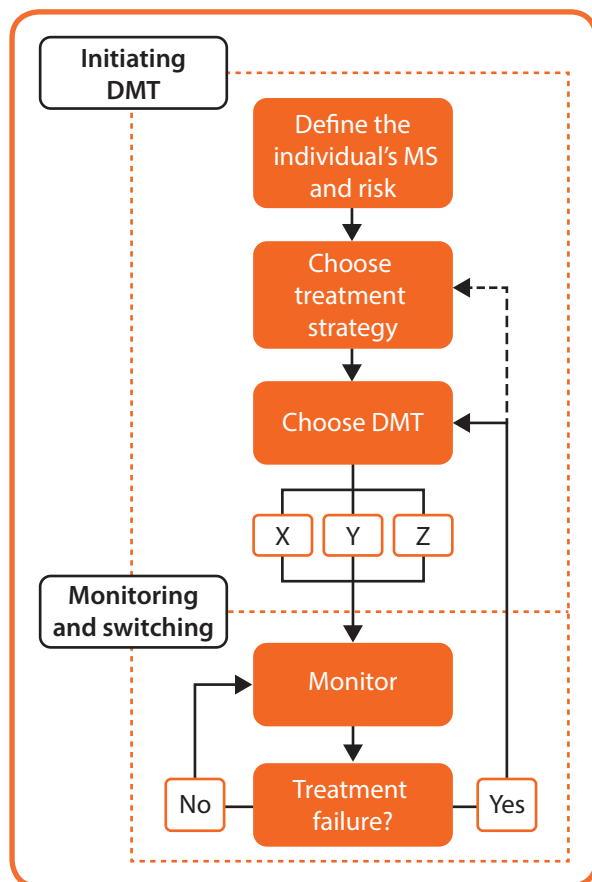 Initiating
DMT
Define the
individual’s MS
and risk
Choose
treatment
strategy
Choose DMT
X Y Z
Monitoring
and switching
Monitor
No
Treatment
failure?
Yes